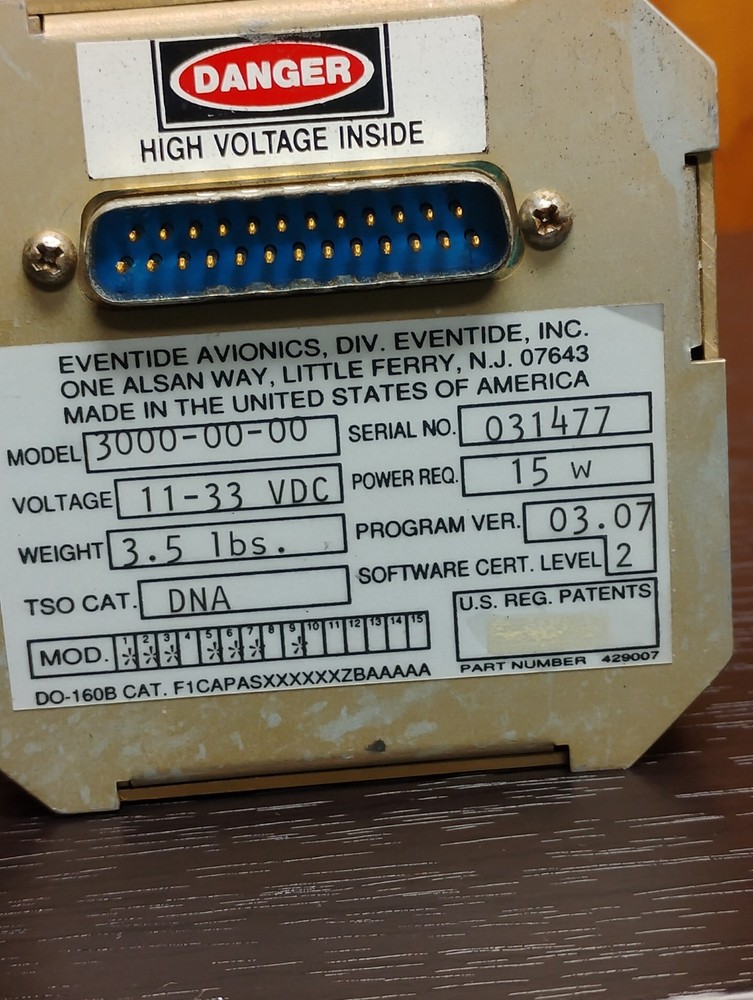 DANGER
HIGH VOLTAGE INSIDE
EVENTIDE AVIONICS, DIV. EVENTIDE, INC.
ONE ALSAN WAY, LITTLE FERRY, N.J. 07643
MADE IN THE UNITED STATES OF AMERICA
MODEL 3000-00-00 SERIAL NO. 031477
VOLTAGE 11-33 VDC POWER REQ. 15 W
WEIGHT 3.5 lbs. PROGRAM VER. 03.07
TSO CAT. DNA SOFTWARE CERT. LEVEL 2
MOD. 1 2 3 4 5 6 7 8 9 10 11 12 13 14 15
* * * * * * *
U.S. REG. PATENTS
DO-160B CAT. F1CAPASXXXXXXZBAAAAA
PART NUMBER 429007